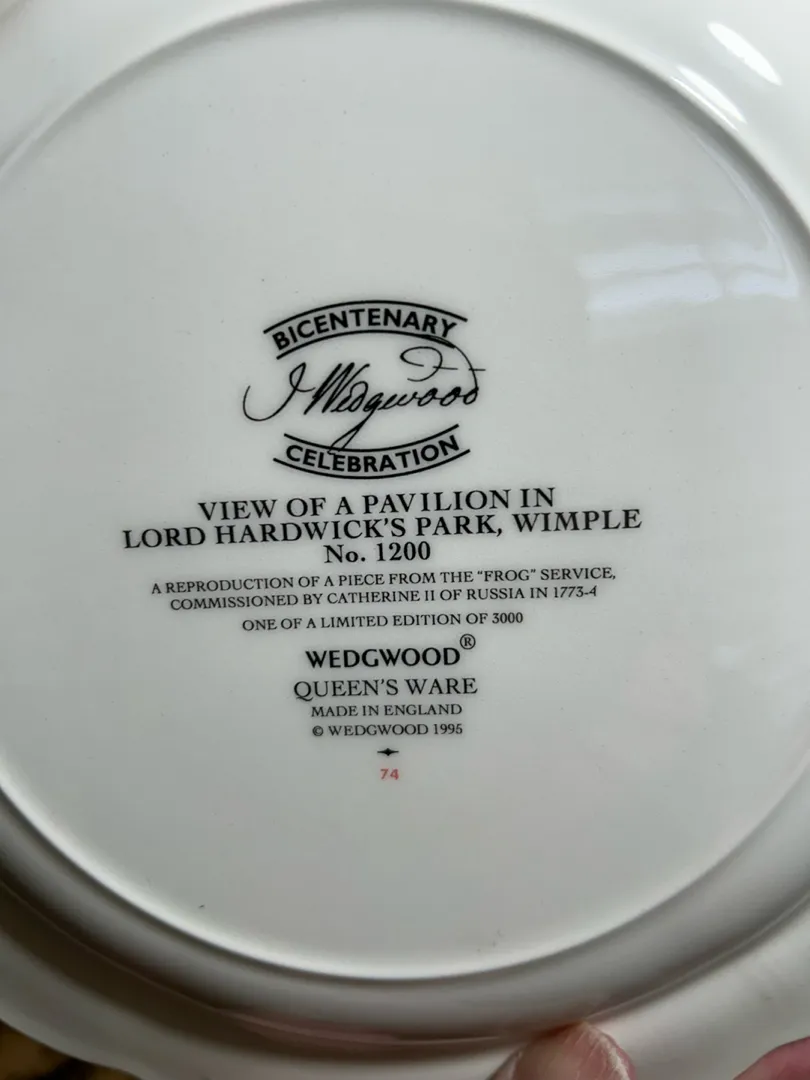 BICENTENARY
J Wedgwood
CELEBRATION
VIEW OF A PAVILION IN
LORD HARDWICK'S PARK, WIMPLE
No. 1200
A REPRODUCTION OF A PIECE FROM THE "FROG" SERVICE,
COMMISSIONED BY CATHERINE II OF RUSSIA IN 1773-4
ONE OF A LIMITED EDITION OF 3000
WEDGWOOD®
QUEEN'S WARE
MADE IN ENGLAND
© WEDGWOOD 1995
74